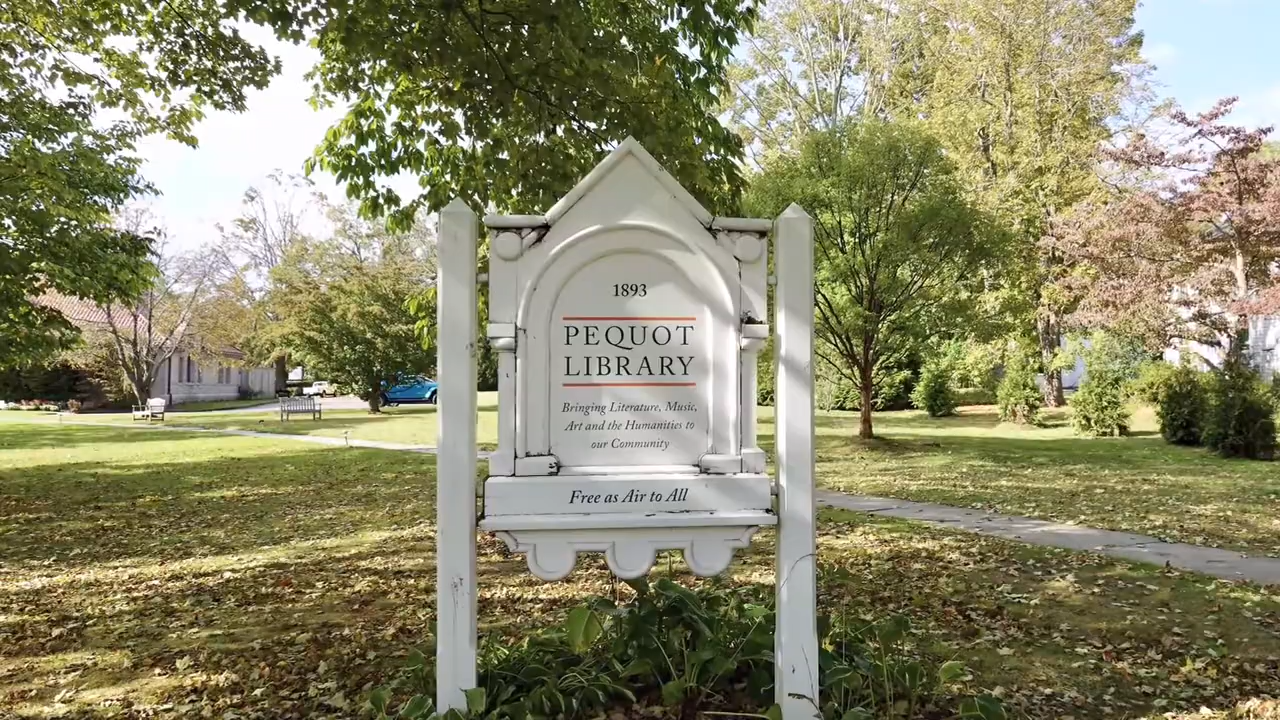 1893
PEQUOT
LIBRARY
Bringing Literature, Music,
Art and the Humanities to
our Community
Free as Air to All